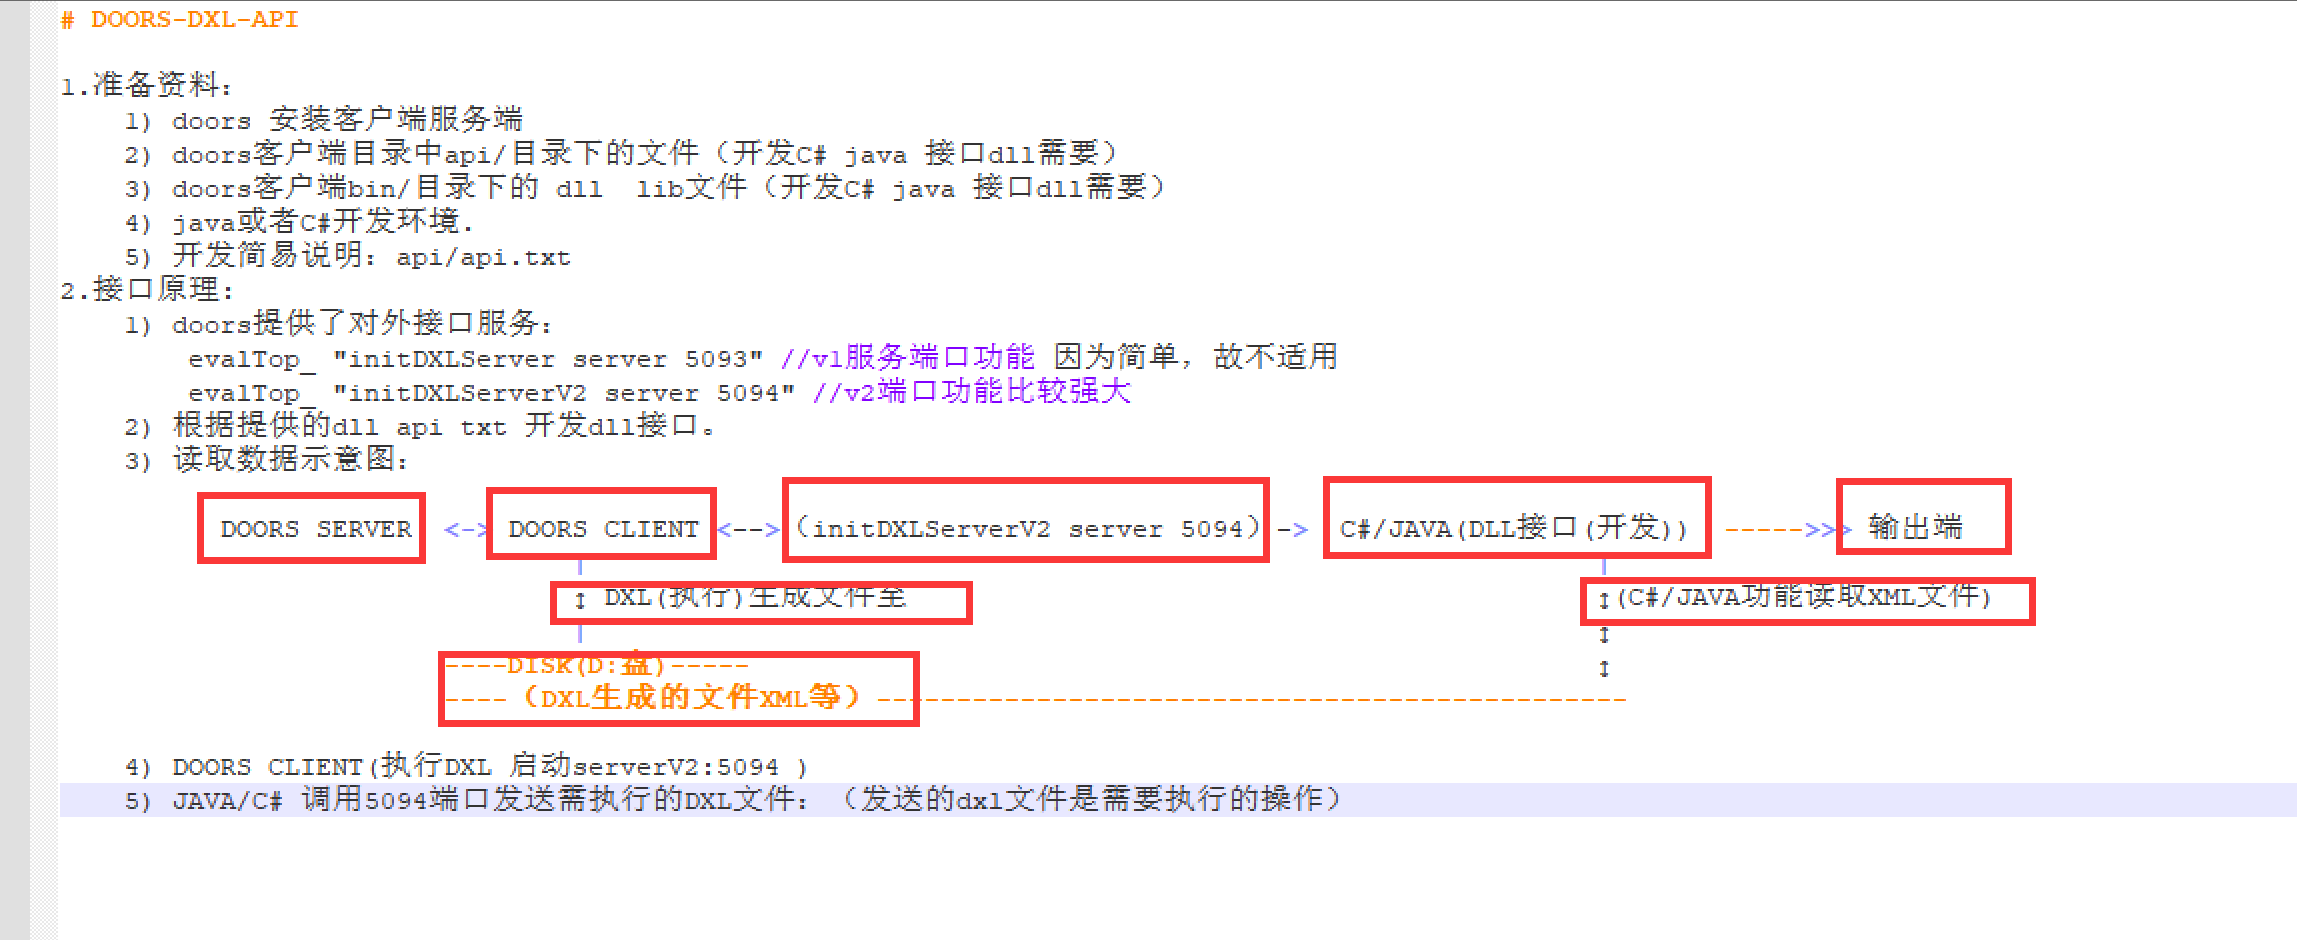 # DOORS-DXL-API
1.准备资料:
1) doors 安装客户端服务端
2) doors客户端目录中api/目录下的文件（开发C# java 接口dll需要）
3) doors客户端bin/目录下的 dll  lib文件（开发C# java 接口dll需要）
4) java或者C#开发环境.
5) 开发简易说明: api/api.txt
2.接口原理:
1) doors提供了对外接口服务:
evalTop_ "initDXLServer server 5093" //v1服务端口功能 因为简单，故不适用
evalTop_ "initDXLServerV2 server 5094" //v2端口功能比较强大
2) 根据提供的dll api txt 开发dll接口。
3) 读取数据示意图:
DOORS SERVER <-> DOORS CLIENT <-->（initDXLServerV2 server 5094）-> C#/JAVA(DLL接口(开发)) ----->>> 输出端
| |
↕ DXL(执行)生成文件至 ↕(C#/JAVA功能读取XML文件)
| ↕
----DISK(D:盘)----- ↕
----（DXL生成的文件XML等）-----------------------------------------------
4) DOORS CLIENT(执行DXL 启动serverV2:5094 )
5) JAVA/C# 调用5094端口发送需执行的DXL文件: （发送的dxl文件是需要执行的操作）